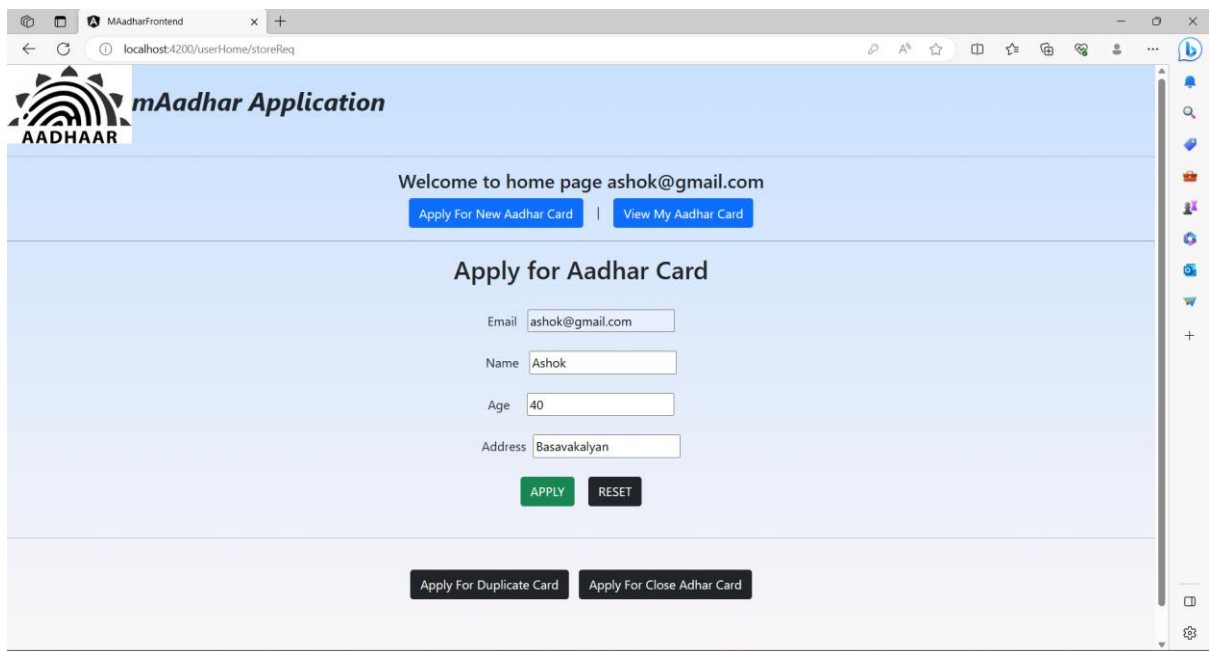 MAadharFrontend
localhost:4200/userHome/storeReq
AADHAAR
mAadhar Application
Welcome to home page ashok@gmail.com
Apply For New Aadhar Card | View My Aadhar Card
Apply for Aadhar Card
Email ashok@gmail.com
Name Ashok
Age 40
Address Basavakalyan
APPLY RESET
Apply For Duplicate Card Apply For Close Adhar Card